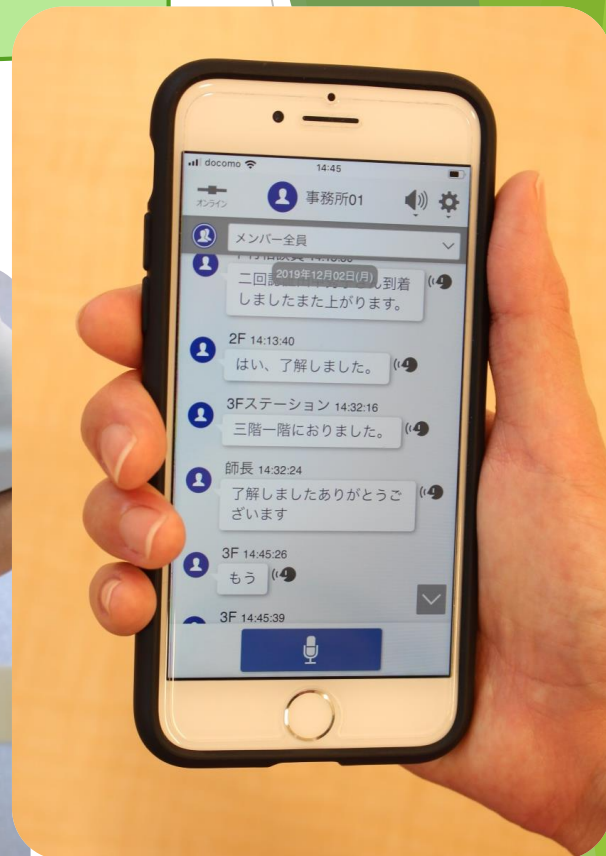 docomo 14:45
オンライン 事務所01
メンバー全員
2019年12月02日(月)
二回 到着
しましたまた上がります。
2F 14:13:40
はい、了解しました。
3Fステーション 14:32:16
三階一階におりました。
師長 14:32:24
了解しましたありがとうご
ざいます
3F 14:45:26
もう
3F 14:45:39